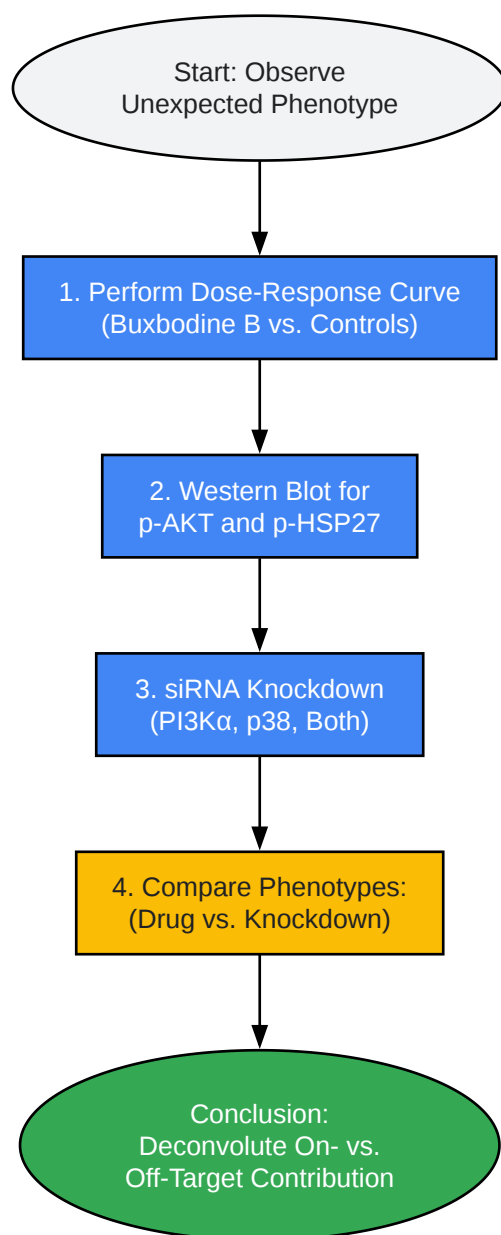 Start: Observe
Unexpected Phenotype
1. Perform Dose-Response Curve
(Buxbodine B vs. Controls)
2. Western Blot for
p-AKT and p-HSP27
3. siRNA Knockdown
(PI3Kα, p38, Both)
4. Compare Phenotypes:
(Drug vs. Knockdown)
Conclusion:
Deconvolute On- vs.
Off-Target Contribution